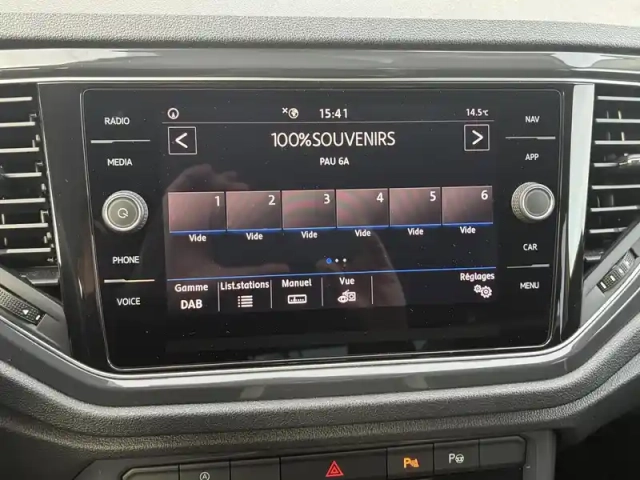 15:41
14.5°C
100%SOUVENIRS
PAU 6A
RADIO
MEDIA
PHONE
VOICE
1 2 3 4 5 6
Vide Vide Vide Vide Vide Vide
Gamme List.stations Manuel Vue Réglages
DAB
NAV
APP
CAR
MENU
A
P P